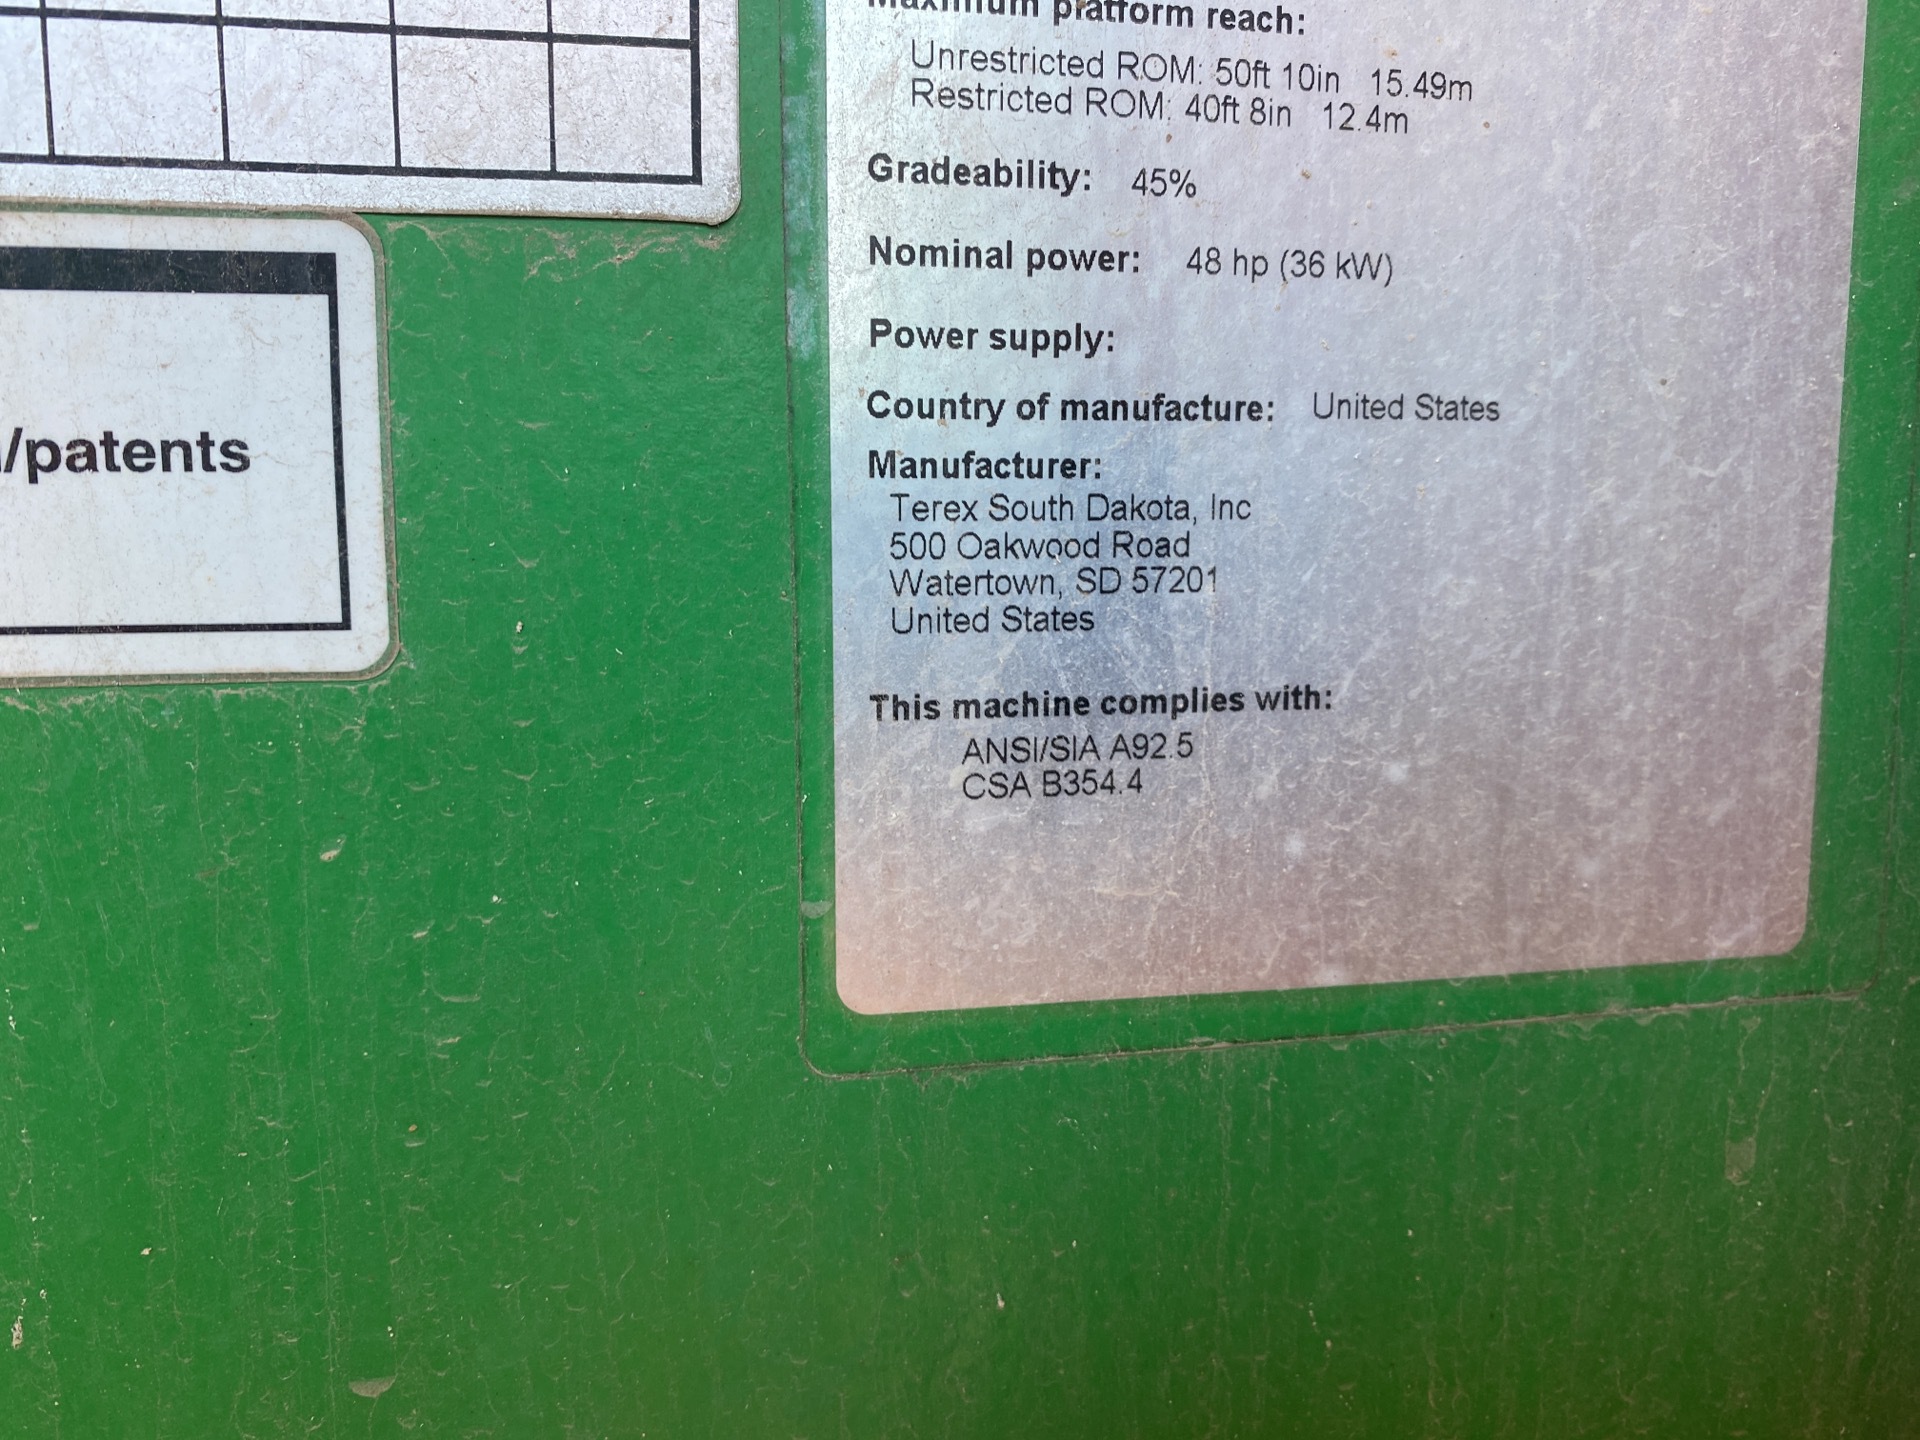 /patents
Maximum platform reach:
Unrestricted ROM: 50ft 10in 15.49m
Restricted ROM: 40ft 8in 12.4m
Gradeability: 45%
Nominal power: 48 hp (36 kW)
Power supply:
Country of manufacture: United States
Manufacturer:
Terex South Dakota, Inc
500 Oakwood Road
Watertown, SD 57201
United States
This machine complies with:
ANSI/SIA A92.5
CSA B354.4